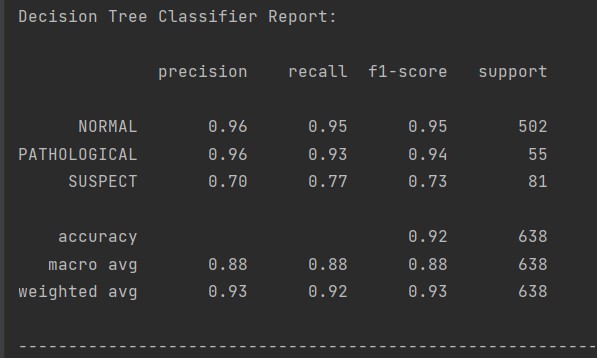 Decision Tree Classifier Report:
precision recall f1-score support
NORMAL 0.96 0.95 0.95 502
PATHOLOGICAL 0.96 0.93 0.94 55
SUSPECT 0.70 0.77 0.73 81
accuracy 0.92 638
macro avg 0.88 0.88 0.88 638
weighted avg 0.93 0.92 0.93 638
----------------------------------------------------------